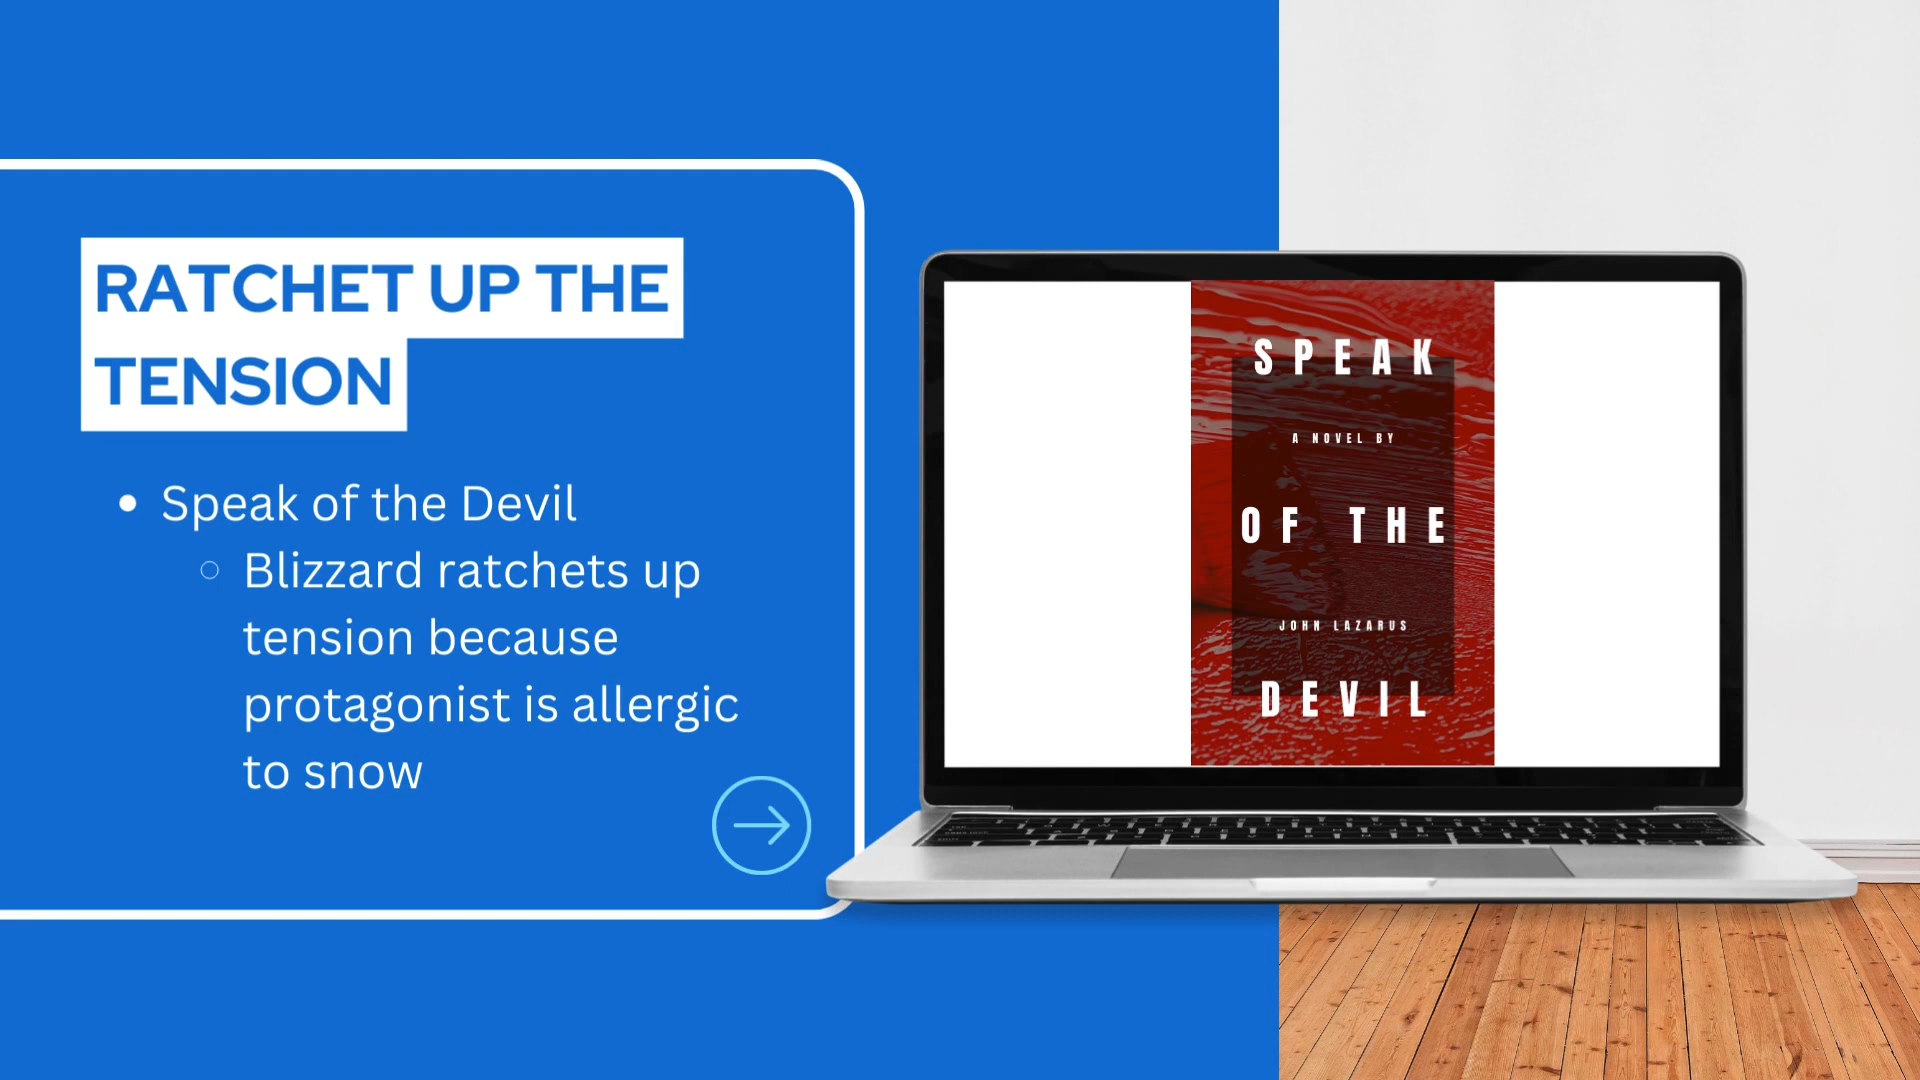 RATCHET UP THE
TENSION
Speak of the Devil
Blizzard ratchets up
tension because
protagonist is allergic
to snow
SPEAK
A NOVEL BY
OF THE
JOHN LAZARUS
DEVIL